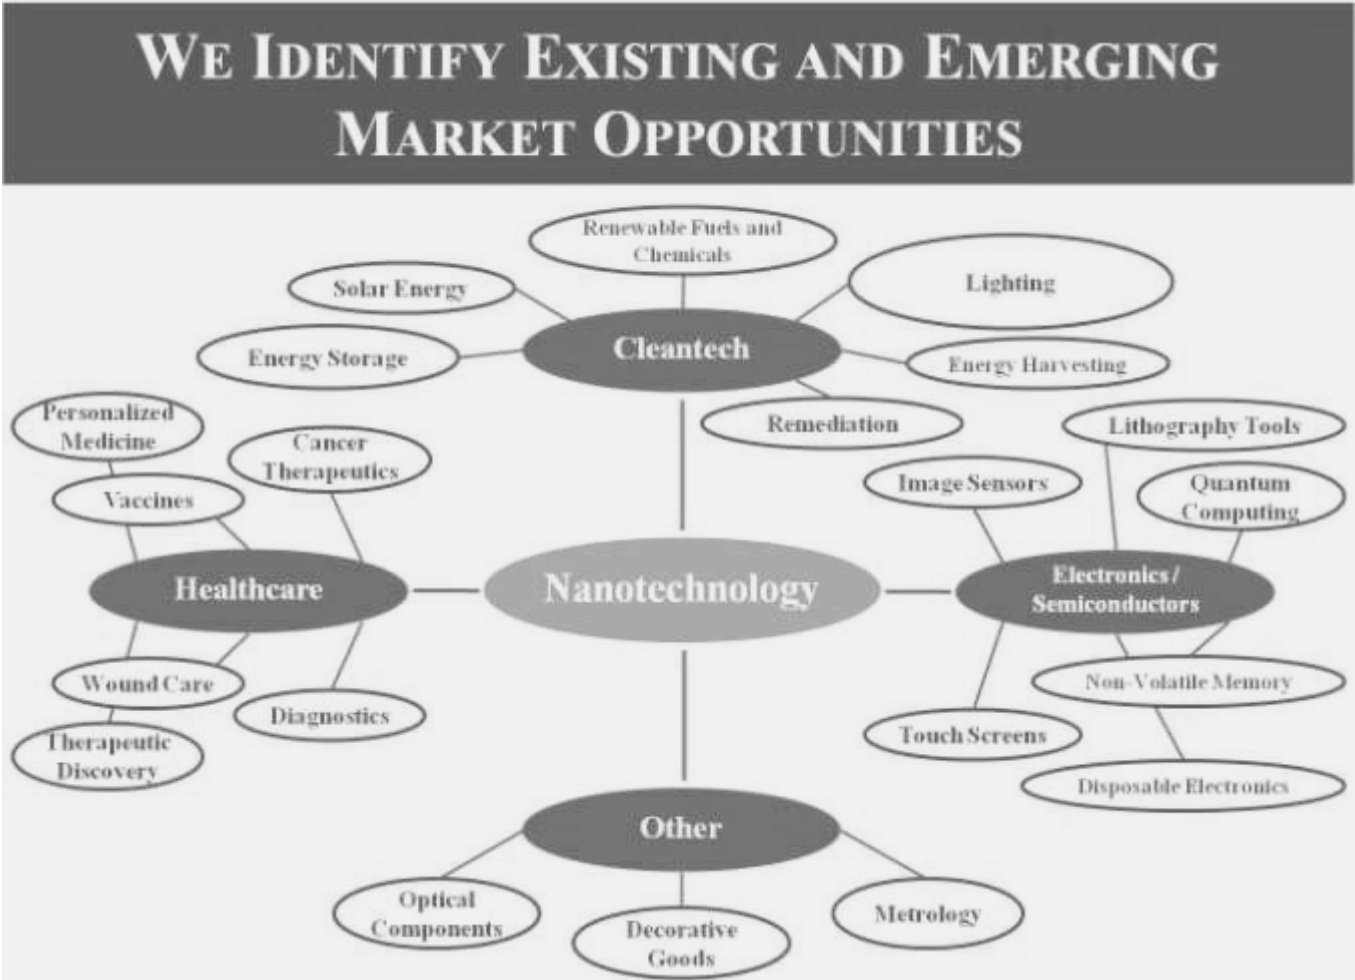 WE IDENTIFY EXISTING AND EMERGING
MARKET OPPORTUNITIES
Renewable Fuels and
Chemicals
Solar Energy
Lighting
Energy Storage
Cleantech
Energy Harvesting
Remediation
Personalized
Medicine
Cancer
Therapeutics
Vaccines
Healthcare
Wound Care
Therapeutic
Discovery
Diagnostics
Nanotechnology
Lithography Tools
Image Sensors
Quantum
Computing
Electronics /
Semiconductors
Non-Volatile Memory
Touch Screens
Disposable Electronics
Other
Optical
Components
Decorative
Goods
Metrology